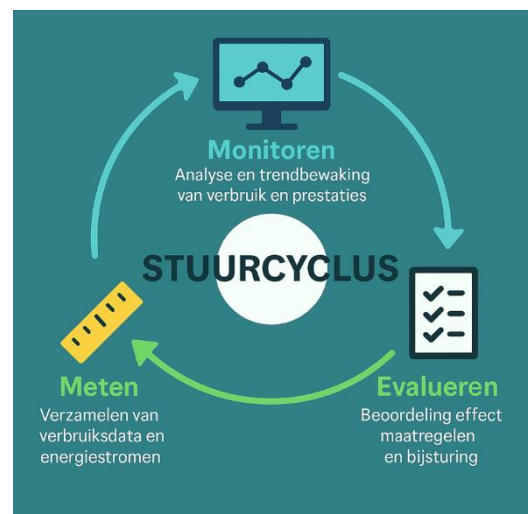 Monitoren
Analyse en trendbewaking
van verbruik en prestaties
STUURCYCLUS
Meten
Verzamelen van
verbruiksdata en
energiestromen
Evalueren
Beoordeling effect
maatregelen
en bijsturing